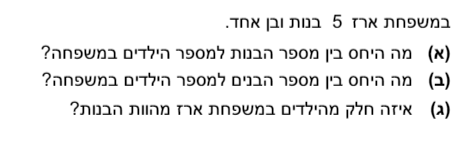 במשפחת ארז 5 בנות ובן אחד.
(א) מה היחס בין מספר הבנות למספר הילדים במשפחה?
(ב) מה היחס בין מספר הבנים למספר הילדים במשפחה?
(ג) איזה חלק מהילדים במשפחת ארז מהוות הבנות?